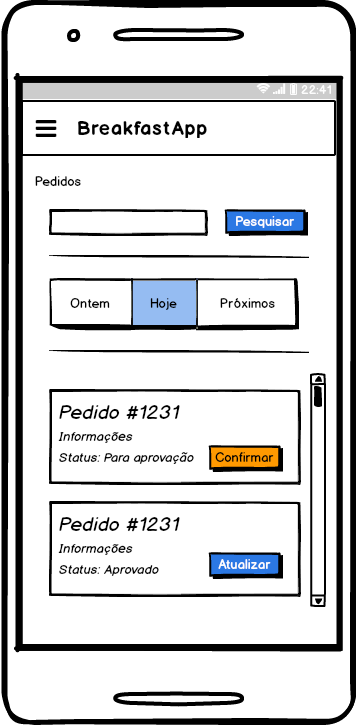 22:41
BreakfastApp
Pedidos
Pesquisar
Ontem Hoje Próximos
Pedido #1231
Informações
Status: Para aprovação Confirmar
Pedido #1231
Informações
Status: Aprovado Atualizar